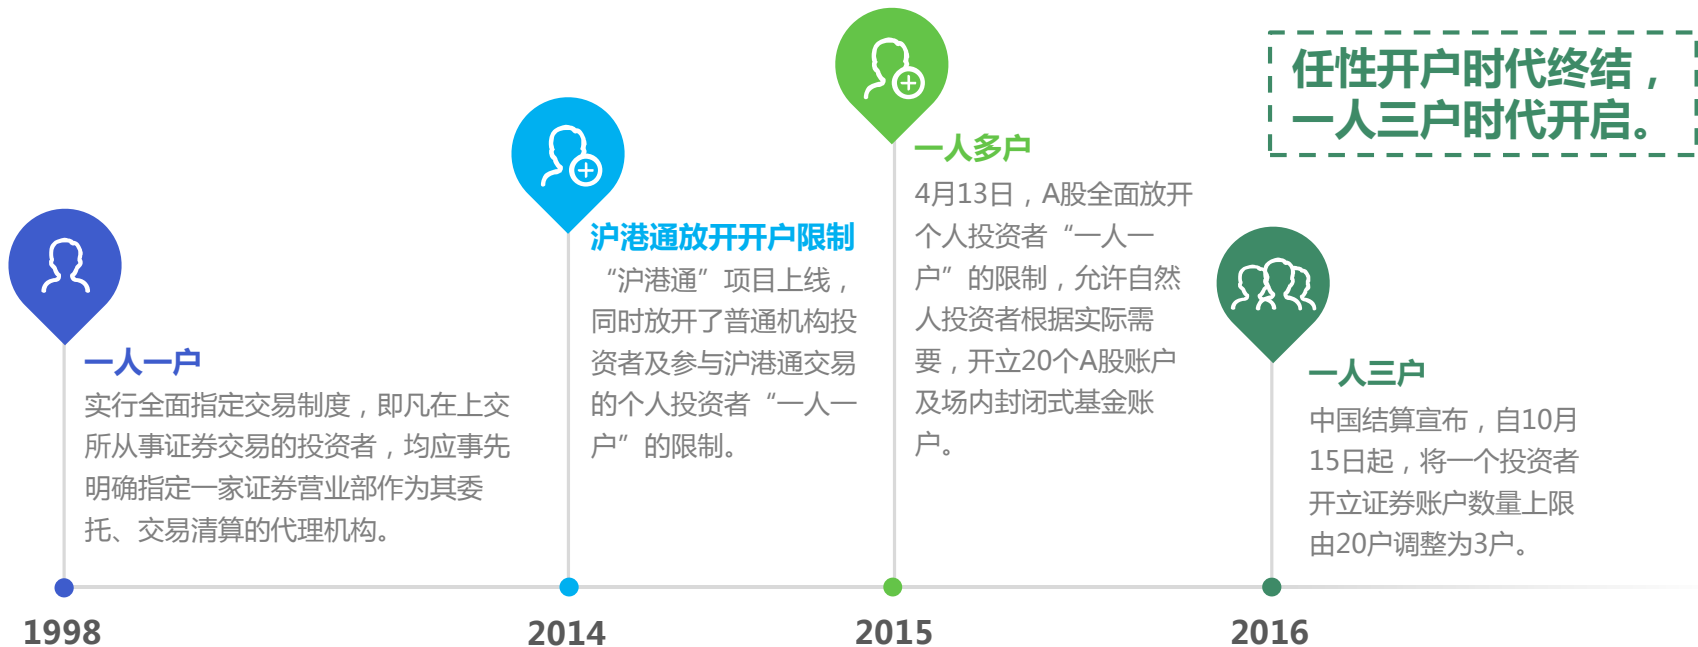 任性开户时代终结，
一人三户时代开启。
一人一户
实行全面指定交易制度，即凡在上交
所从事证券交易的投资者，均应事先
明确指定一家证券营业部作为其委
托、交易清算的代理机构。
1998
沪港通放开开户限制
“沪港通”项目上线，
同时放开了普通机构投
资者及参与沪港通交易
的个人投资者“一人一
户”的限制。
2014
一人多户
4月13日，A股全面放开
个人投资者“一人一
户”的限制，允许自然
人投资者根据实际需
要，开立20个A股账户
及场内封闭式基金账
户。
2015
一人三户
中国结算宣布，自10月
15日起，将一个投资者
开立证券账户数量上限
由20户调整为3户。
2016